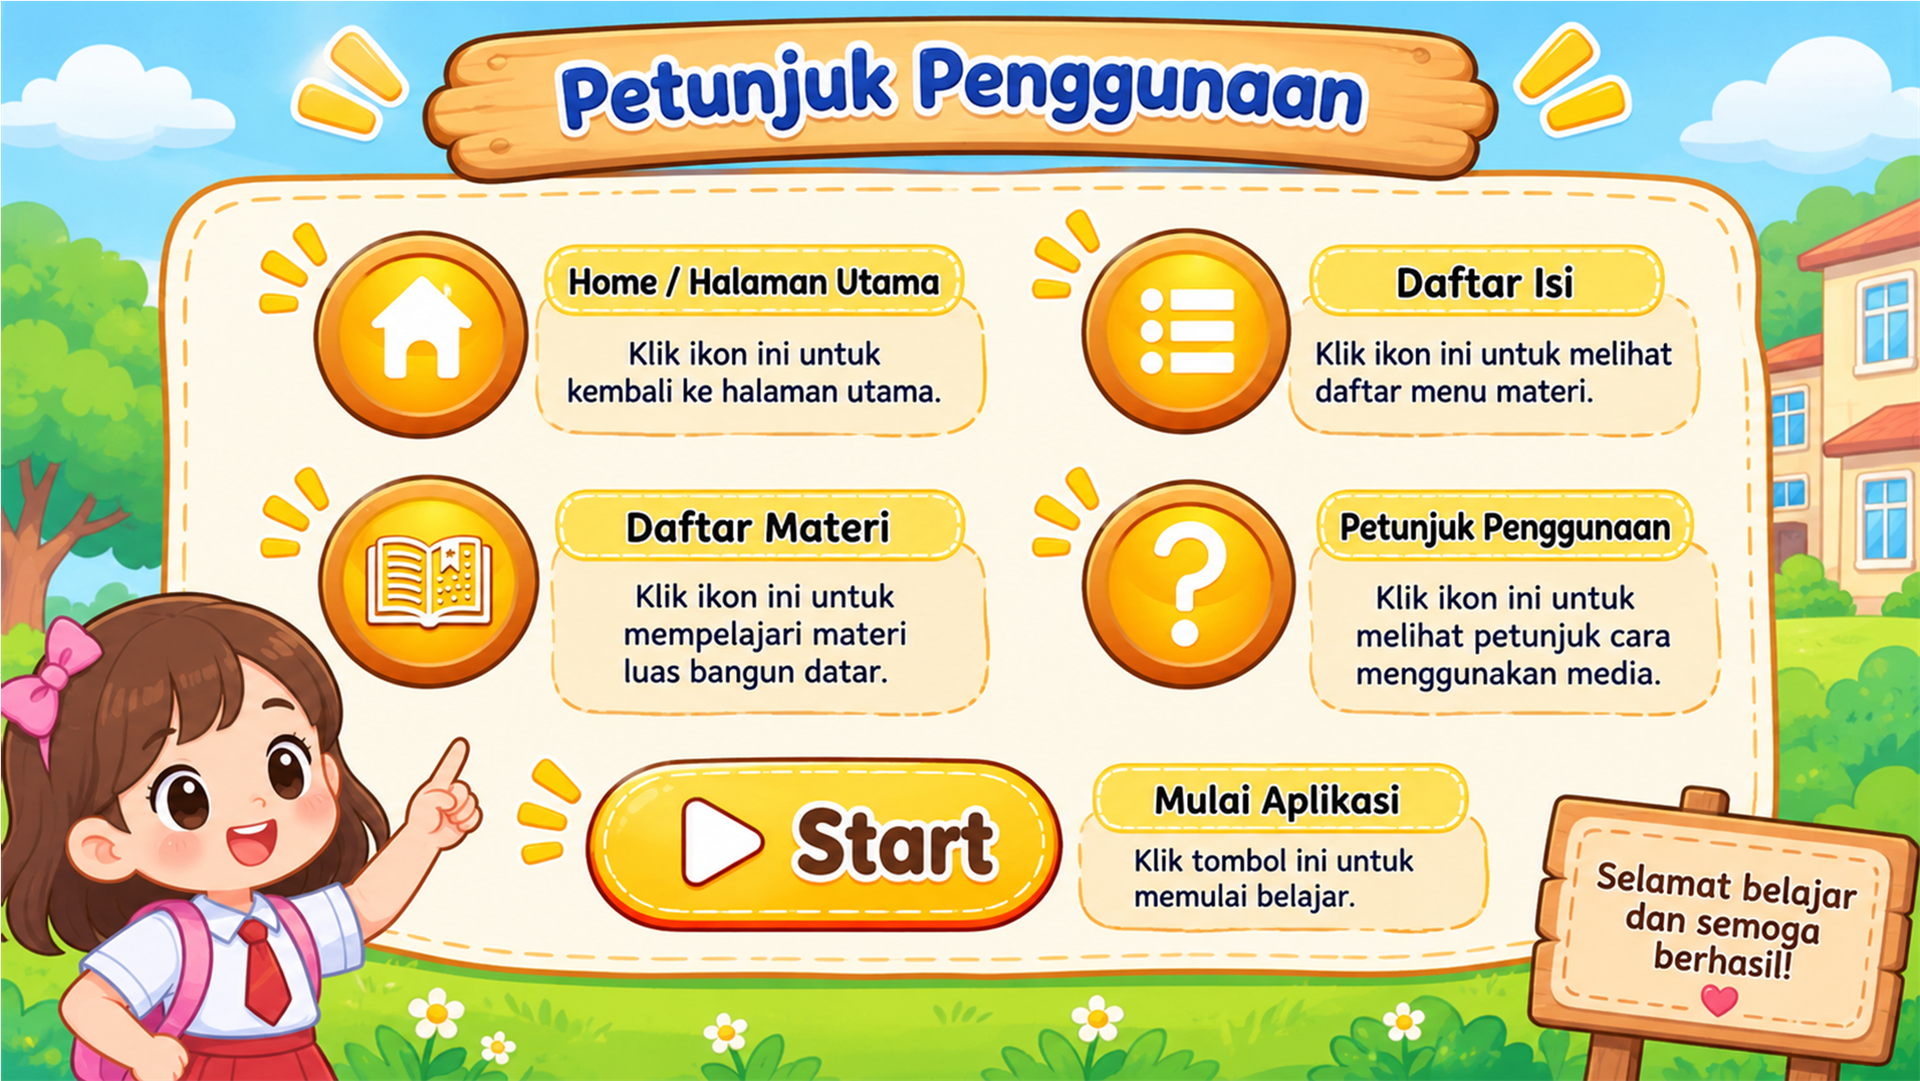 Petunjuk Penggunaan
Home / Halaman Utama
Klik ikon ini untuk
kembali ke halaman utama.
Daftar Isi
Klik ikon ini untuk melihat
daftar menu materi.
Daftar Materi
Klik ikon ini untuk
mempelajari materi
luas bangun datar.
Petunjuk Penggunaan
Klik ikon ini untuk
melihat petunjuk cara
menggunakan media.
Start
Mulai Aplikasi
Klik tombol ini untuk
memulai belajar.
Selamat belajar
dan semoga
berhasil!